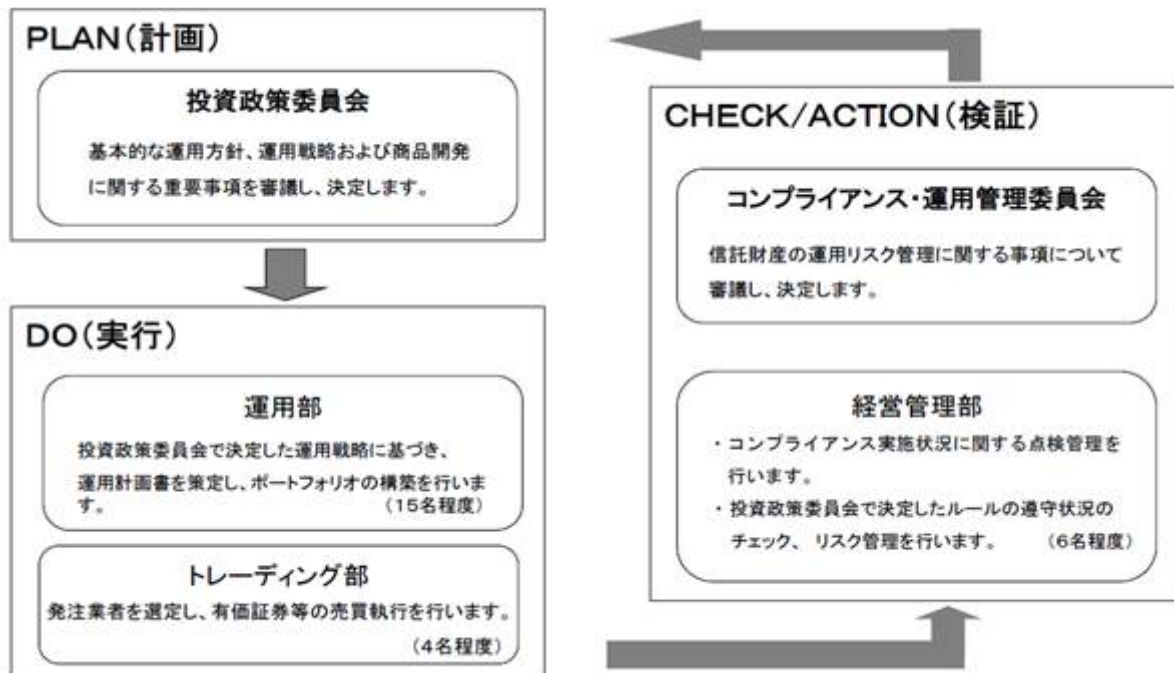 PLAN(計画)
投資政策委員会
基本的な運用方針、運用戦略および商品開発
に関する重要事項を審議し、決定します。
DO(実行)
運用部
投資政策委員会で決定した運用戦略に基づき、
運用計画書を策定し、ポートフォリオの構築を行いま
す。 (15名程度)
トレーディング部
発注業者を選定し、有価証券等の売買執行を行います。
(4名程度)
CHECK/ACTION(検証)
コンプライアンス・運用管理委員会
信託財産の運用リスク管理に関する事項について
審議し、決定します。
経営管理部
・コンプライアンス実施状況に関する点検管理を
行います。
・投資政策委員会で決定したルールの遵守状況の
チェック、 リスク管理を行います。 (6名程度)